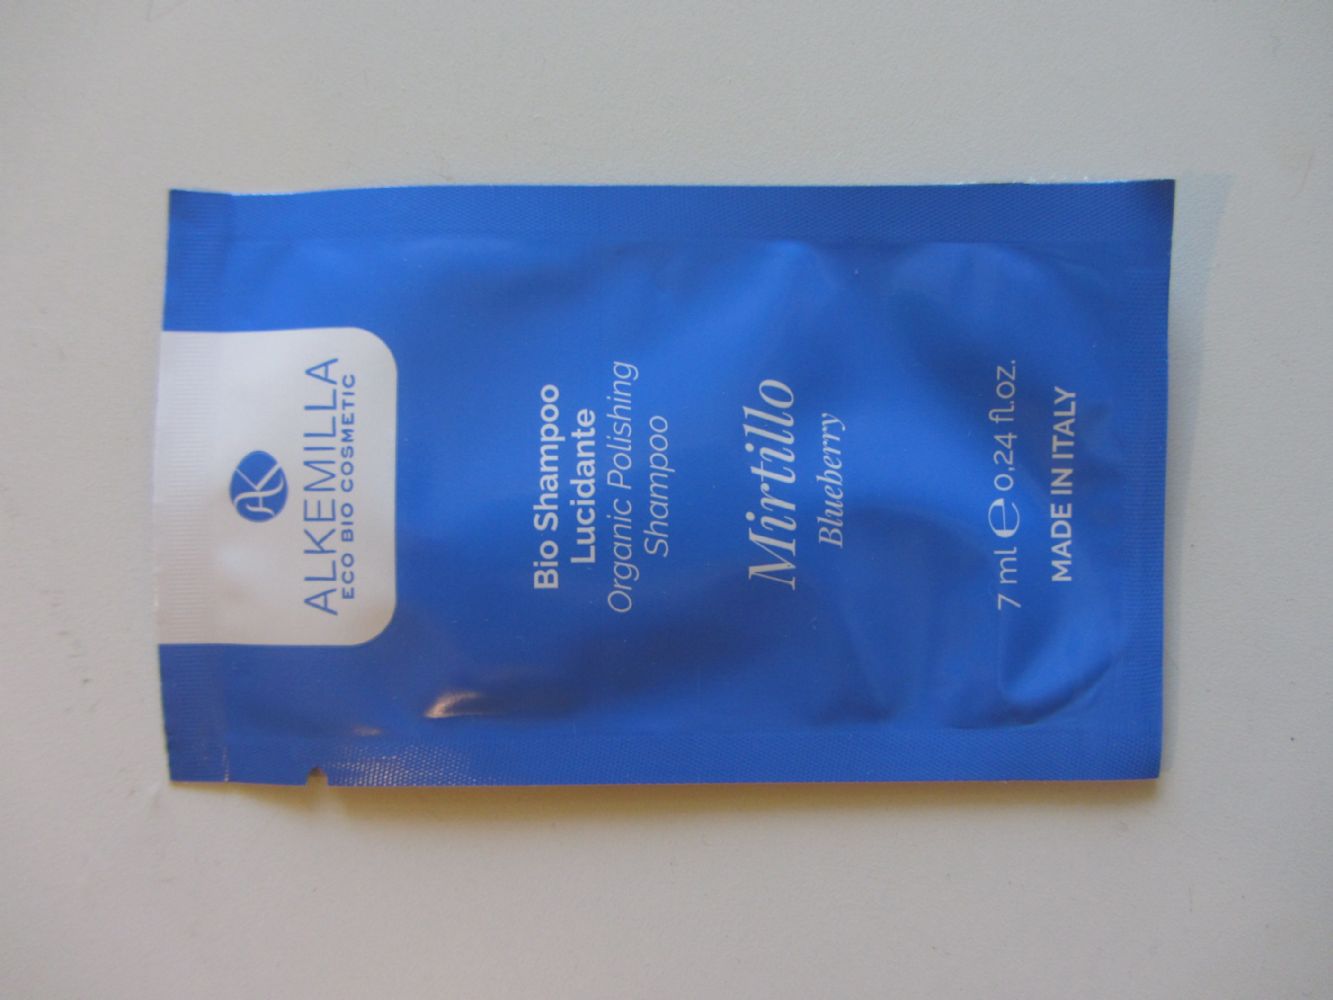 AK
ALKEMILLA
ECO BIO COSMETIC
Bio Shampoo
Lucidante
Organic Polishing
Shampoo
Mirtillo
Blueberry
7 ml ℮ 0,24 fl.oz.
MADE IN ITALY